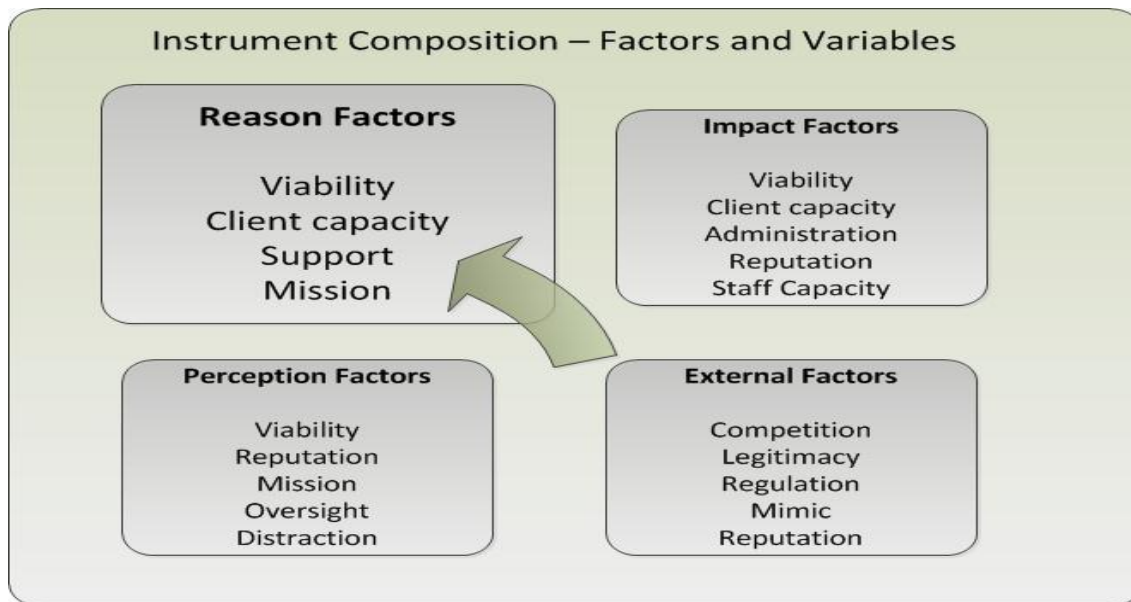 Instrument Composition – Factors and Variables
Reason Factors
Viability
Client capacity
Support
Mission
Impact Factors
Viability
Client capacity
Administration
Reputation
Staff Capacity
Perception Factors
Viability
Reputation
Mission
Oversight
Distraction
External Factors
Competition
Legitimacy
Regulation
Mimic
Reputation